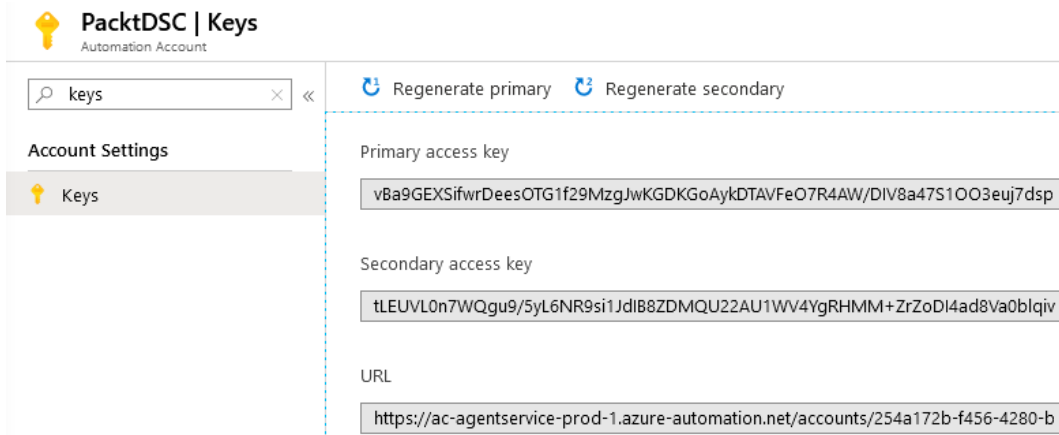 PacktDSC | Keys
Automation Account
keys
Regenerate primary
Regenerate secondary
Account Settings
Keys
Primary access key
vBa9GEXSifwrDeesOTG1f29MzgJwKGDKGoAykDTAVFeO7R4AW/DIV8a47S1OO3euj7dsp
Secondary access key
tLEUVL0n7WQgu9/5yL6NR9si1JdIB8ZDMQU22AU1WV4YgRHMM+ZrZoDI4ad8Va0blqiv
URL
https://ac-agentservice-prod-1.azure-automation.net/accounts/254a172b-f456-4280-b